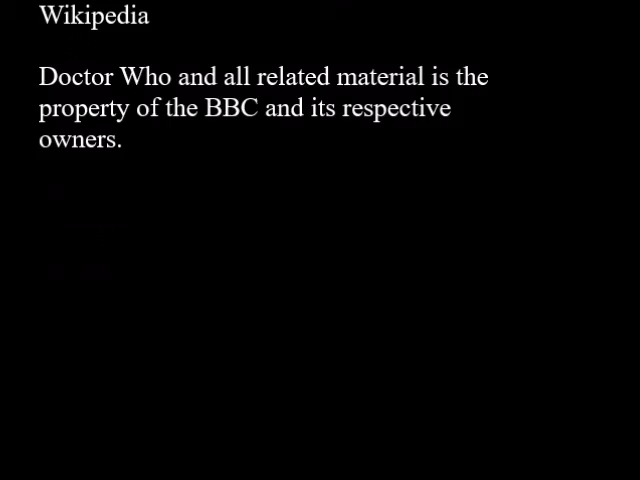 Wikipedia
Doctor Who and all related material is the
property of the BBC and its respective
owners.